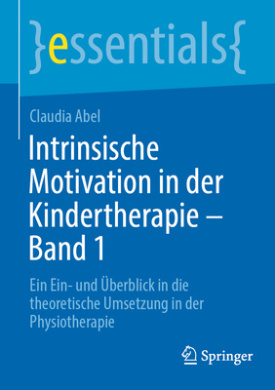 }essentials{
Claudia Abel
Intrinsische
Motivation in der
Kindertherapie –
Band 1
Ein Ein- und Überblick in die
theoretische Umsetzung in der
Physiotherapie
Springer